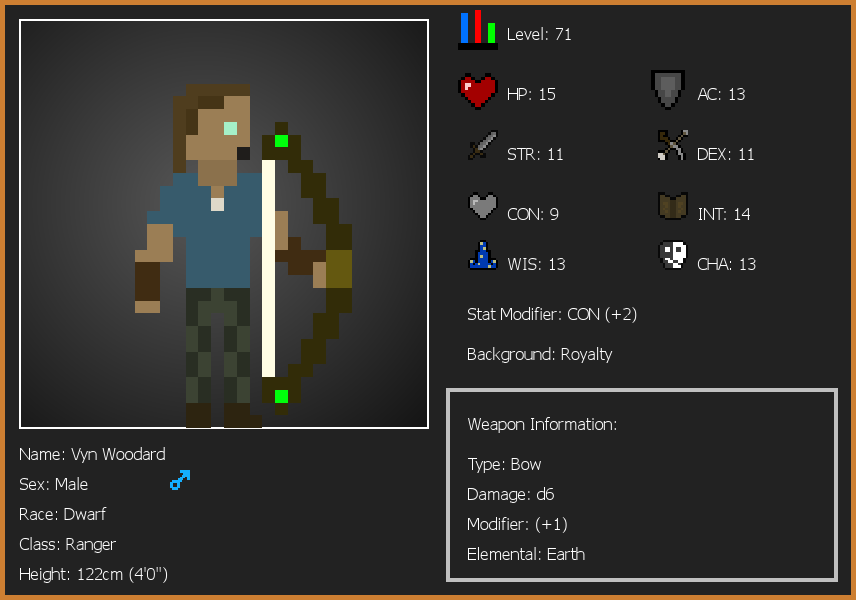 Level: 71
HP: 15
AC: 13
STR: 11
DEX: 11
CON: 9
INT: 14
WIS: 13
CHA: 13
Stat Modifier: CON (+2)
Background: Royalty
Weapon Information:
Type: Bow
Damage: d6
Modifier: (+1)
Elemental: Earth
Name: Vyn Woodard
Sex: Male
Race: Dwarf
Class: Ranger
Height: 122cm (4'0")